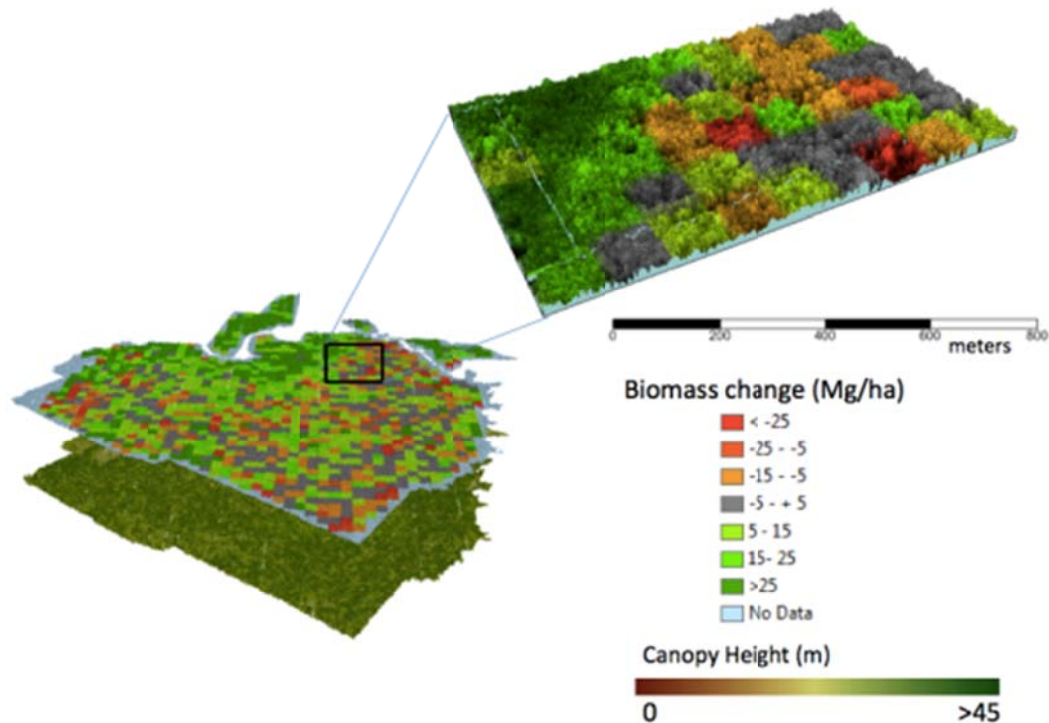 0 200 400 600 800
meters
Biomass change (Mg/ha)
< -25
-25 - -5
-15 - -5
-5 - + 5
5 - 15
15- 25
>25
No Data
Canopy Height (m)
0 >45